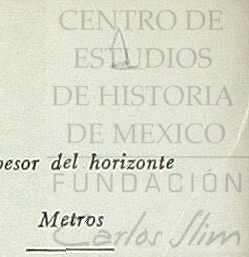 CENTRO DE
ESTUDIOS
DE HISTORIA
DE MEXICO
pesor del horizonte
FUNDACIÓN
Metros
Carlos Slim